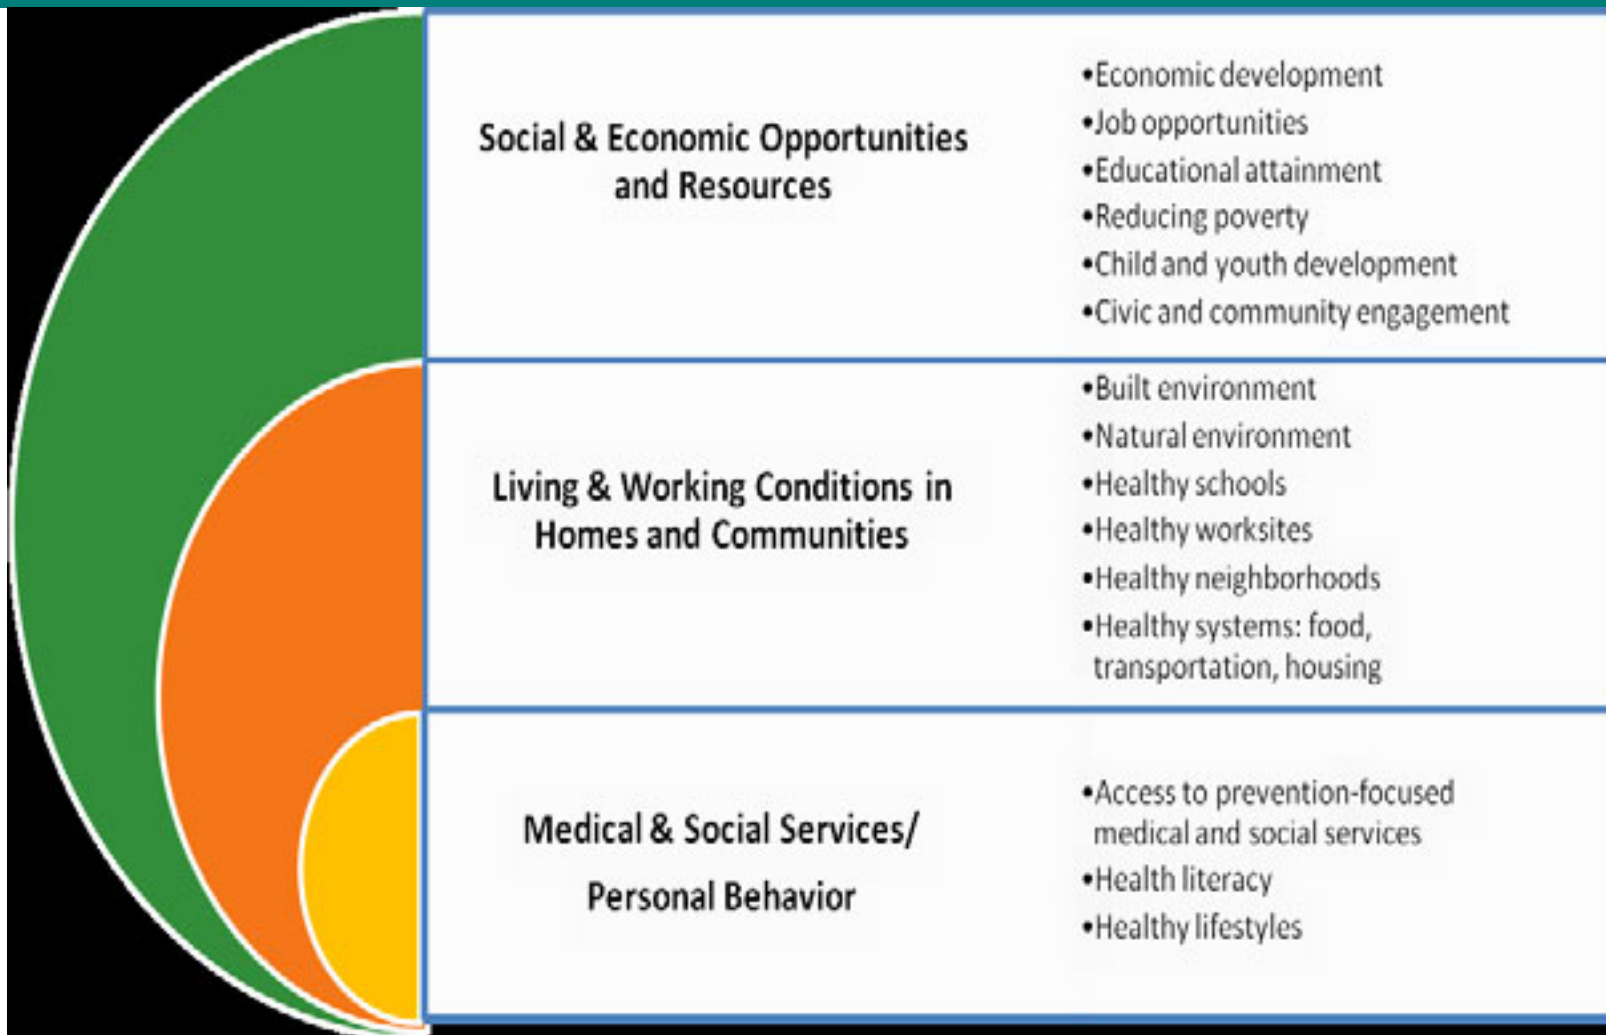 Social & Economic Opportunities
and Resources
•Economic development
•Job opportunities
•Educational attainment
•Reducing poverty
•Child and youth development
•Civic and community engagement
Living & Working Conditions in
Homes and Communities
•Built environment
•Natural environment
•Healthy schools
•Healthy worksites
•Healthy neighborhoods
•Healthy systems: food,
transportation, housing
Medical & Social Services/
Personal Behavior
•Access to prevention-focused
medical and social services
•Health literacy
•Healthy lifestyles